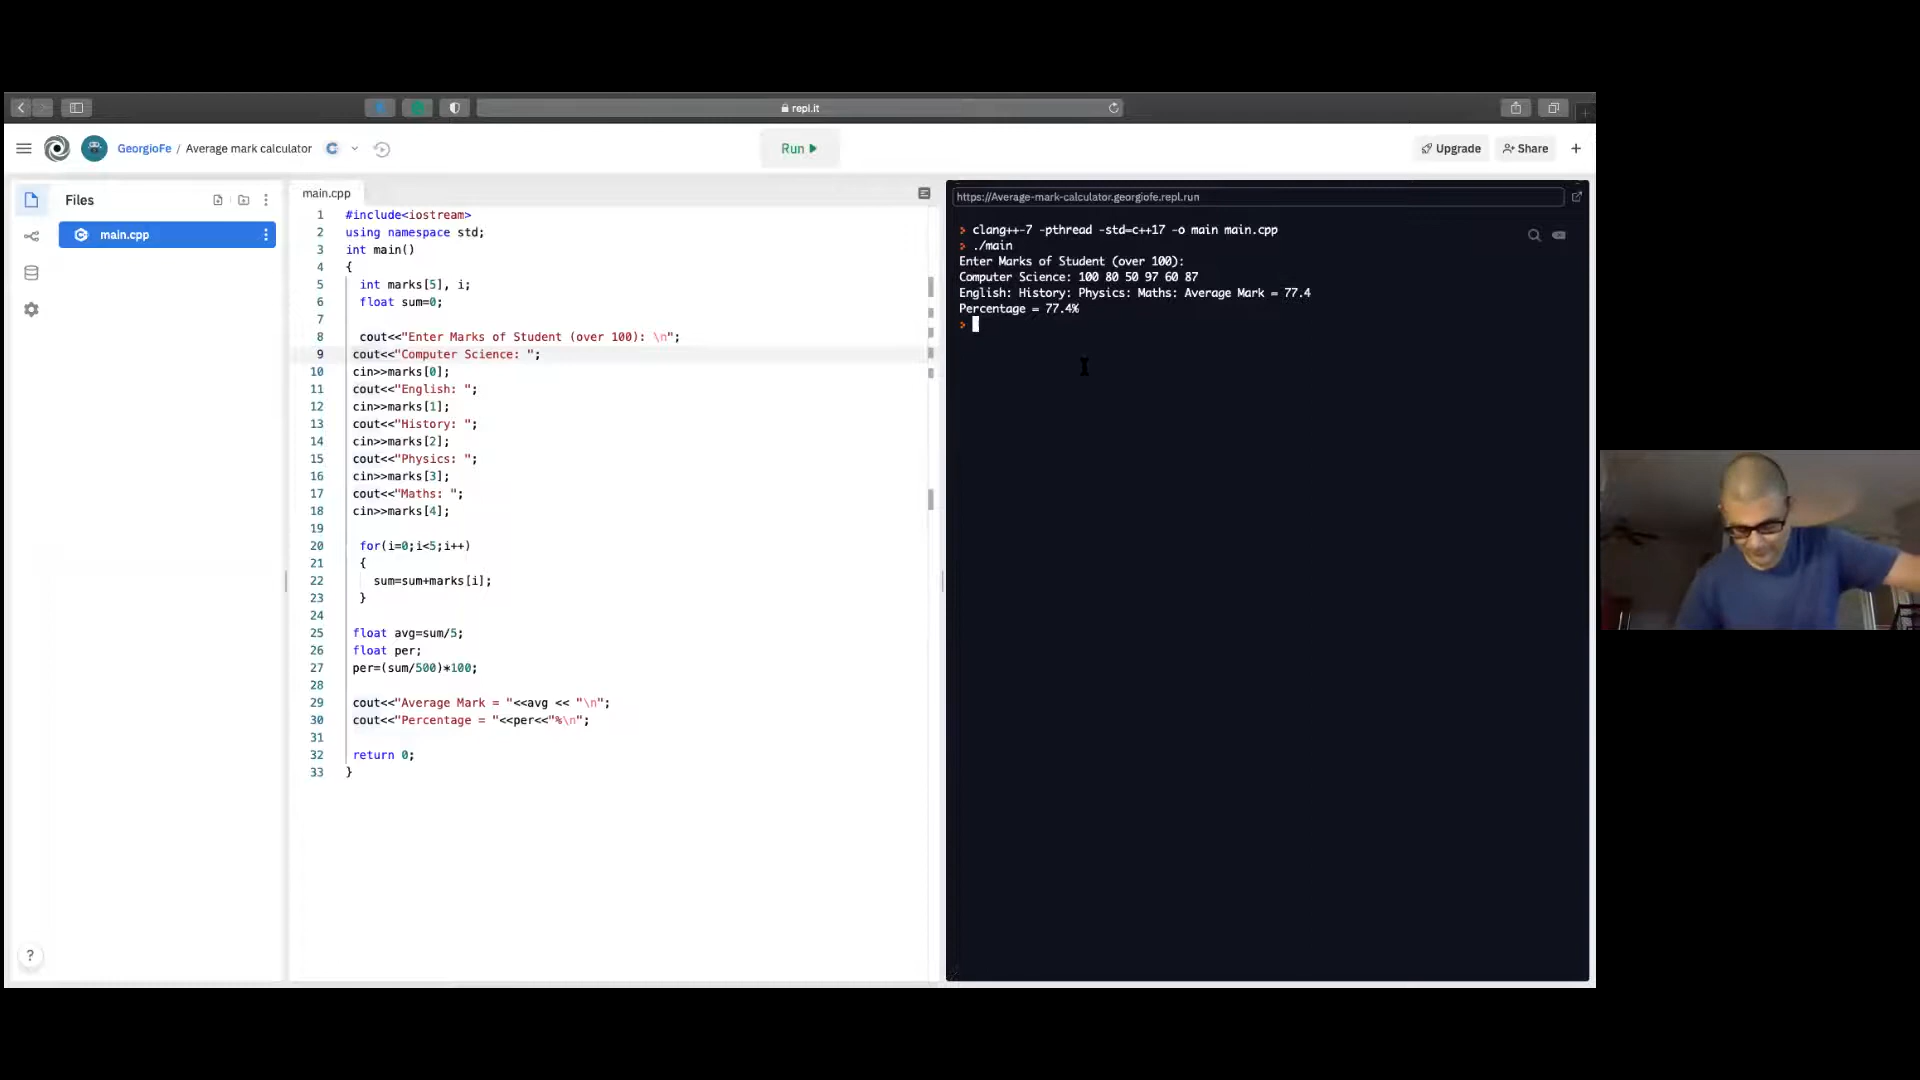 repl.it
GeorgioFe / Average mark calculator
Run
Upgrade
Share
Files
main.cpp
main.cpp
1 #include<iostream>
2 using namespace std;
3 int main()
4 {
5 int marks[5], i;
6 float sum=0;
7
8 cout<<"Enter Marks of Student (over 100): \n";
9 cout<<"Computer Science: ";
10 cin>>marks[0];
11 cout<<"English: ";
12 cin>>marks[1];
13 cout<<"History: ";
14 cin>>marks[2];
15 cout<<"Physics: ";
16 cin>>marks[3];
17 cout<<"Maths: ";
18 cin>>marks[4];
19
20 for(i=0;i<5;i++)
21 {
22 sum=sum+marks[i];
23 }
24
25 float avg=sum/5;
26 float per;
27 per=(sum/500)*100;
28
29 cout<<"Average Mark = "<<avg << "\n";
30 cout<<"Percentage = "<<per<<"%\n";
31
32 return 0;
33 }
https://Average-mark-calculator.georgiofe.repl.run
> clang++-7 -pthread -std=c++17 -o main main.cpp
> ./main
Enter Marks of Student (over 100):
Computer Science: 100 80 50 97 60 87
English: History: Physics: Maths: Average Mark = 77.4
Percentage = 77.4%
>
?